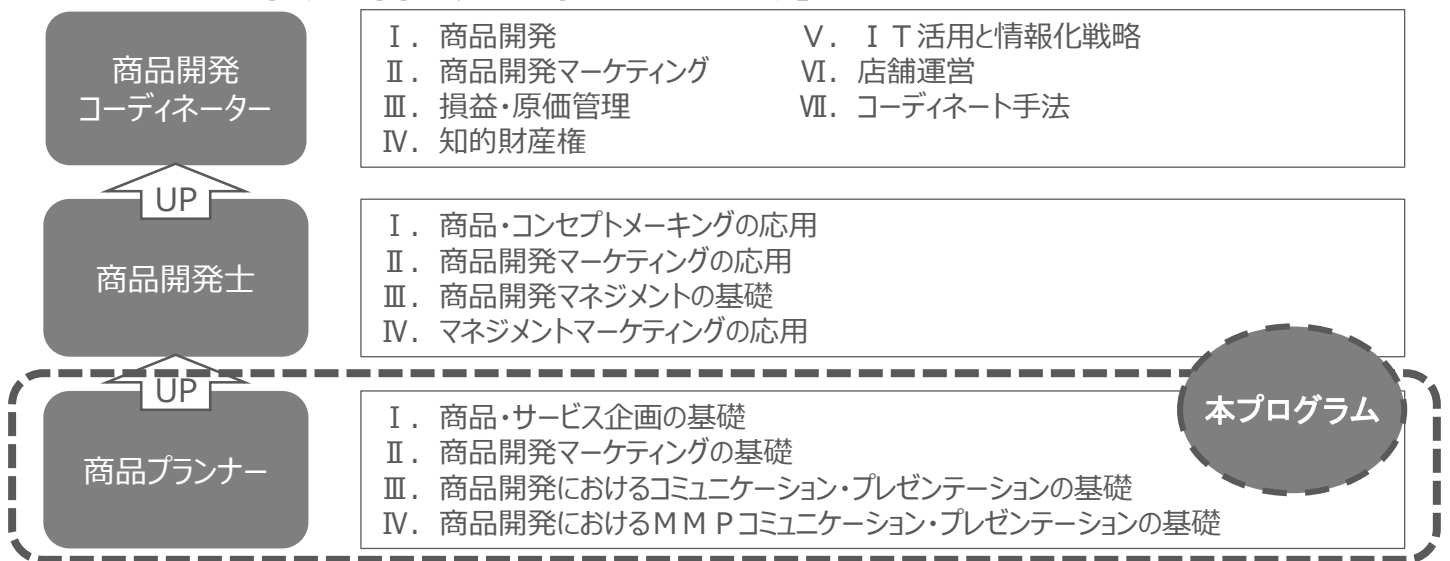 商品開発
コーディネーター
Ⅰ．商品開発
Ⅱ．商品開発マーケティング
Ⅲ．損益・原価管理
Ⅳ．知的財産権
Ⅴ．ＩＴ活用と情報化戦略
Ⅵ．店舗運営
Ⅶ．コーディネート手法
UP
商品開発士
Ⅰ．商品・コンセプトメーキングの応用
Ⅱ．商品開発マーケティングの応用
Ⅲ．商品開発マネジメントの基礎
Ⅳ．マネジメントマーケティングの応用
UP
商品プランナー
Ⅰ．商品・サービス企画の基礎
Ⅱ．商品開発マーケティングの基礎
Ⅲ．商品開発におけるコミュニケーション・プレゼンテーションの基礎
Ⅳ．商品開発におけるＭＭＰコミュニケーション・プレゼンテーションの基礎
本プログラム